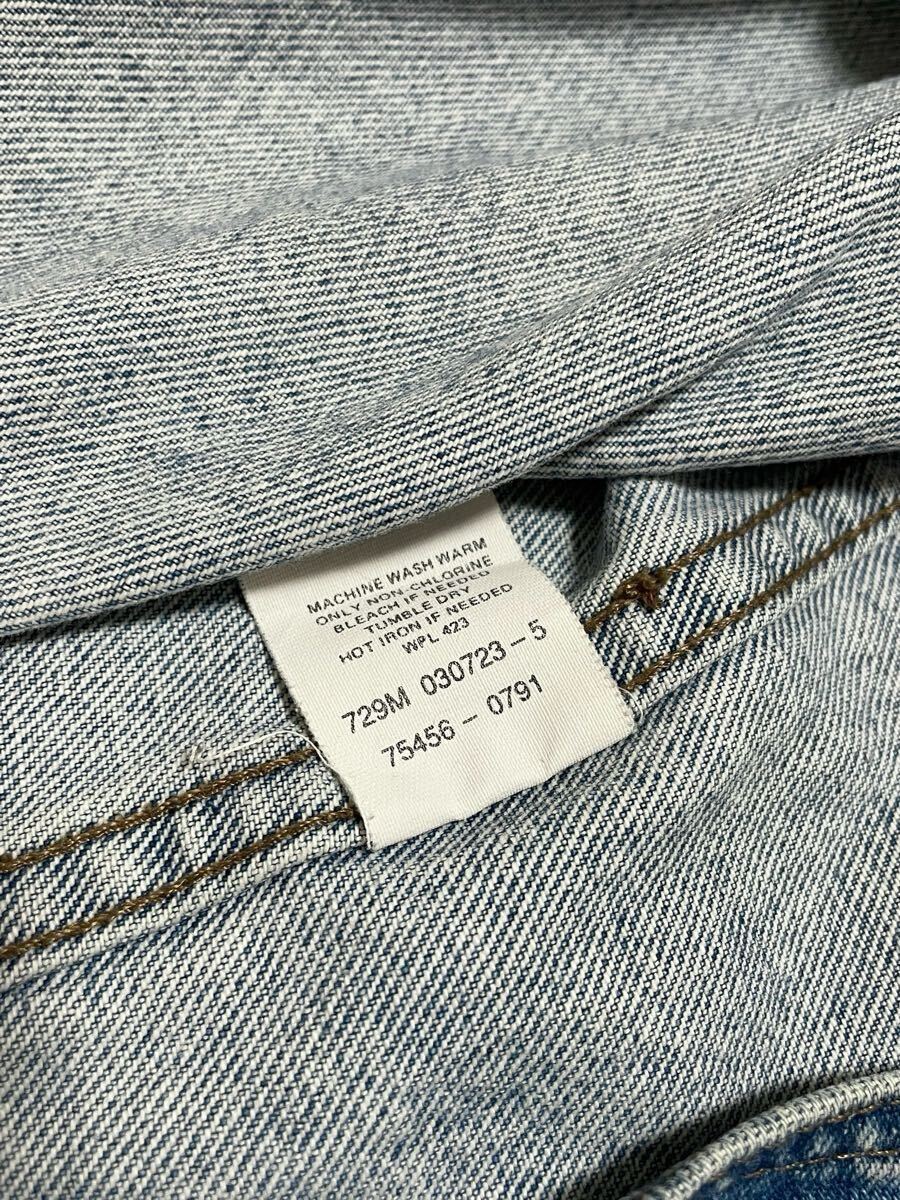 MACHINE WASH WARM
ONLY NON-CHLORINE
BLEACH IF NEEDED
TUMBLE DRY
HOT IRON IF NEEDED
WPL 423
729M 030723-5
75456-0791